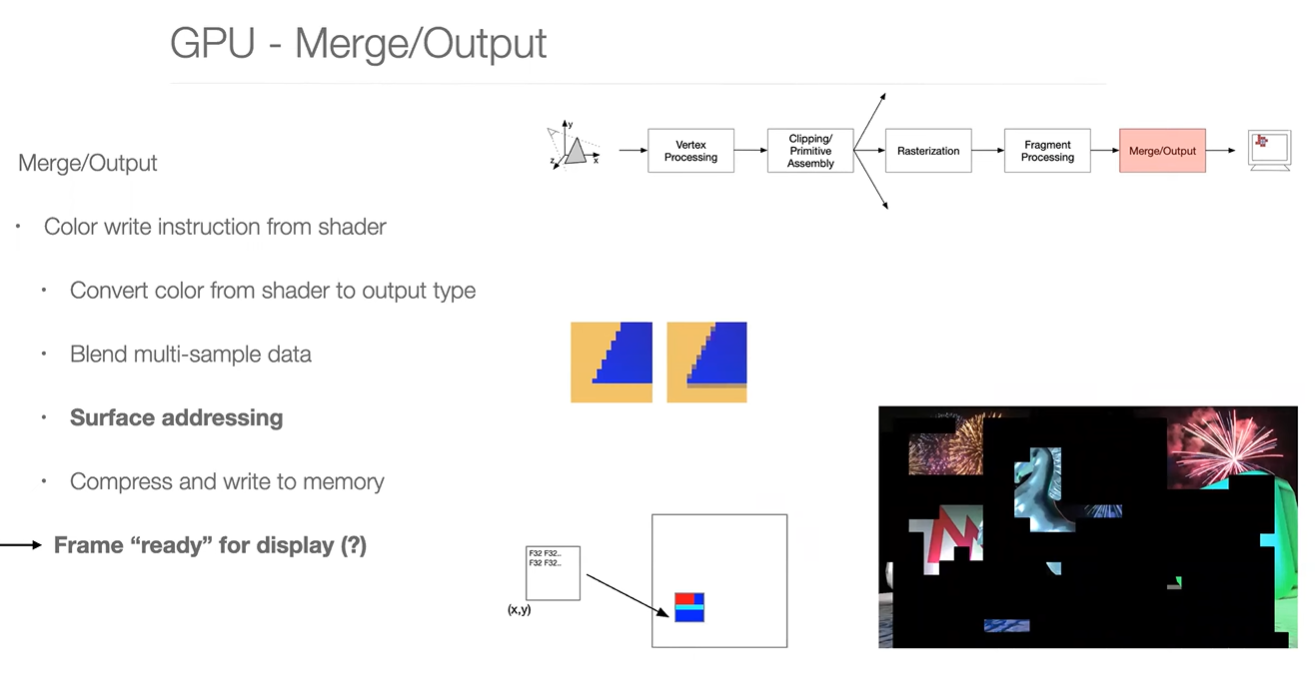 GPU - Merge/Output
Merge/Output
• Color write instruction from shader
• Convert color from shader to output type
• Blend multi-sample data
• Surface addressing
• Compress and write to memory
Frame “ready” for display (?)
y
z
x
Vertex
Processing
Clipping/
Primitive
Assembly
Rasterization
Fragment
Processing
Merge/Output
F32 F32..
F32 F32..
(x,y)